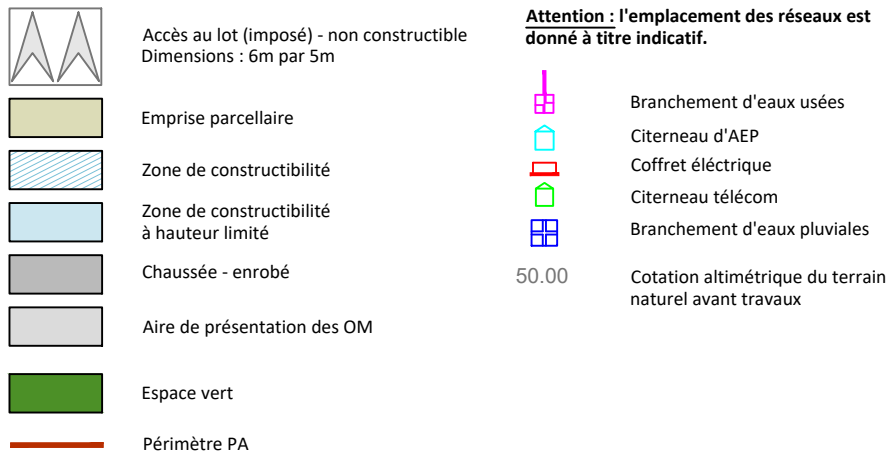 Accès au lot (imposé) - non constructible
Dimensions : 6m par 5m
Emprise parcellaire
Zone de constructibilité
Zone de constructibilité
à hauteur limité
Chaussée - enrobé
Aire de présentation des OM
Espace vert
Périmètre PA
Attention : l'emplacement des réseaux est
donné à titre indicatif.
Branchement d'eaux usées
Citerneau d'AEP
Coffret éléctrique
Citerneau télécom
Branchement d'eaux pluviales
50.00 Cotation altimétrique du terrain
naturel avant travaux